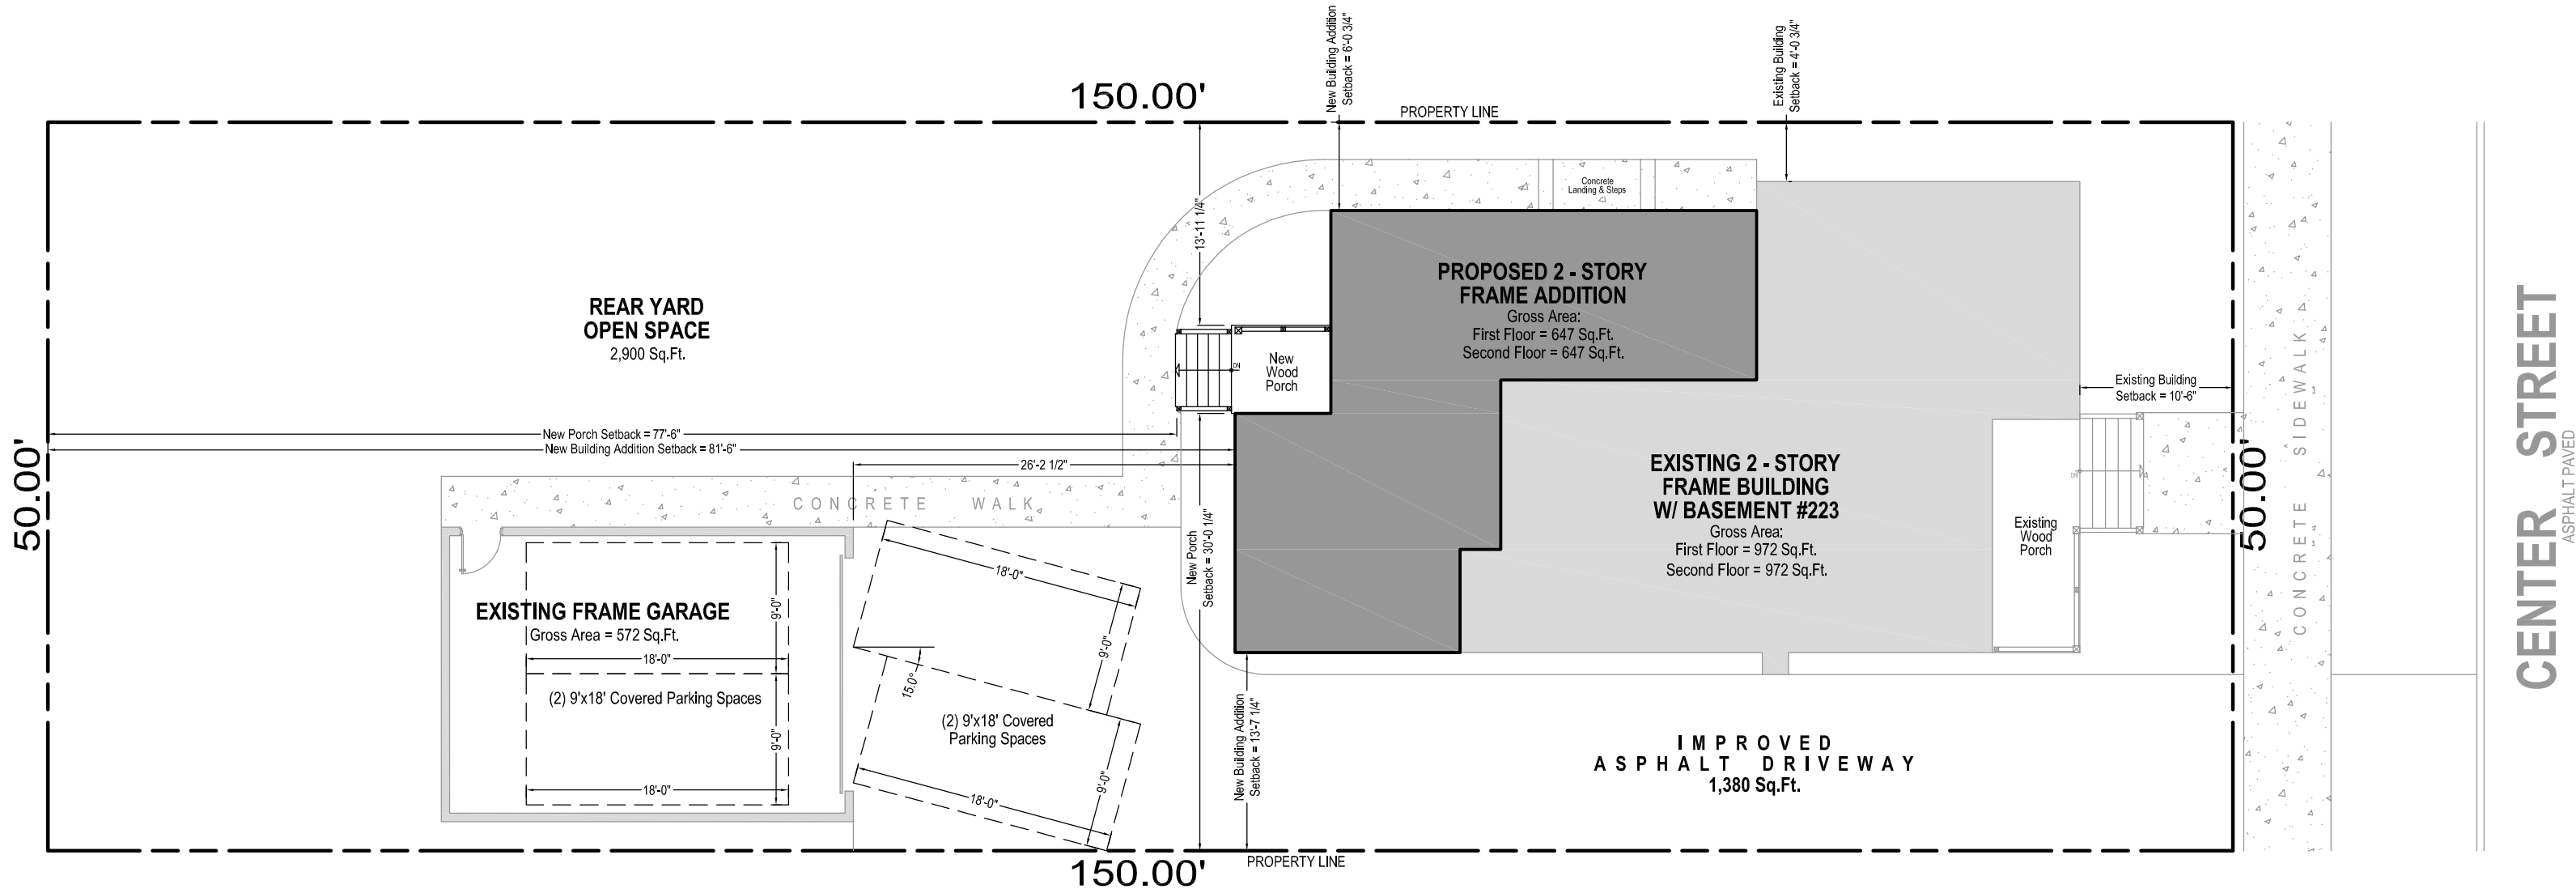 New Building Addition
Setback = 6'-0 3/4"
Existing Building
Setback = 4'-0 3/4"
150.00'
PROPERTY LINE
Concrete
Landing & Steps
13'-11 1/4"
PROPOSED 2 - STORY
FRAME ADDITION
Gross Area:
First Floor = 647 Sq.Ft.
Second Floor = 647 Sq.Ft.
REAR YARD
OPEN SPACE
2,900 Sq.Ft.
New
Wood
Porch
DN
Existing Building
Setback = 10'-6"
New Porch Setback = 77'-6"
New Building Addition Setback = 81'-6"
26'-2 1/2"
50.00'
CONCRETE WALK
EXISTING 2 - STORY
FRAME BUILDING
W/ BASEMENT #223
Gross Area:
First Floor = 972 Sq.Ft.
Second Floor = 972 Sq.Ft.
Existing
Wood
Porch
DN
50.00'
CONCRETE SIDEWALK
CENTER STREET
ASPHALT PAVED
New Porch
Setback = 30'-0 1/4"
EXISTING FRAME GARAGE
Gross Area = 572 Sq.Ft.
9'-0"
18'-0"
(2) 9'x18' Covered Parking Spaces
9'-0"
18'-0"
18'-0"
9'-0"
15.0°
(2) 9'x18' Covered
Parking Spaces
9'-0"
18'-0"
New Building Addition
Setback = 13'-7 1/4"
IMPROVED
ASPHALT DRIVEWAY
1,380 Sq.Ft.
150.00'
PROPERTY LINE